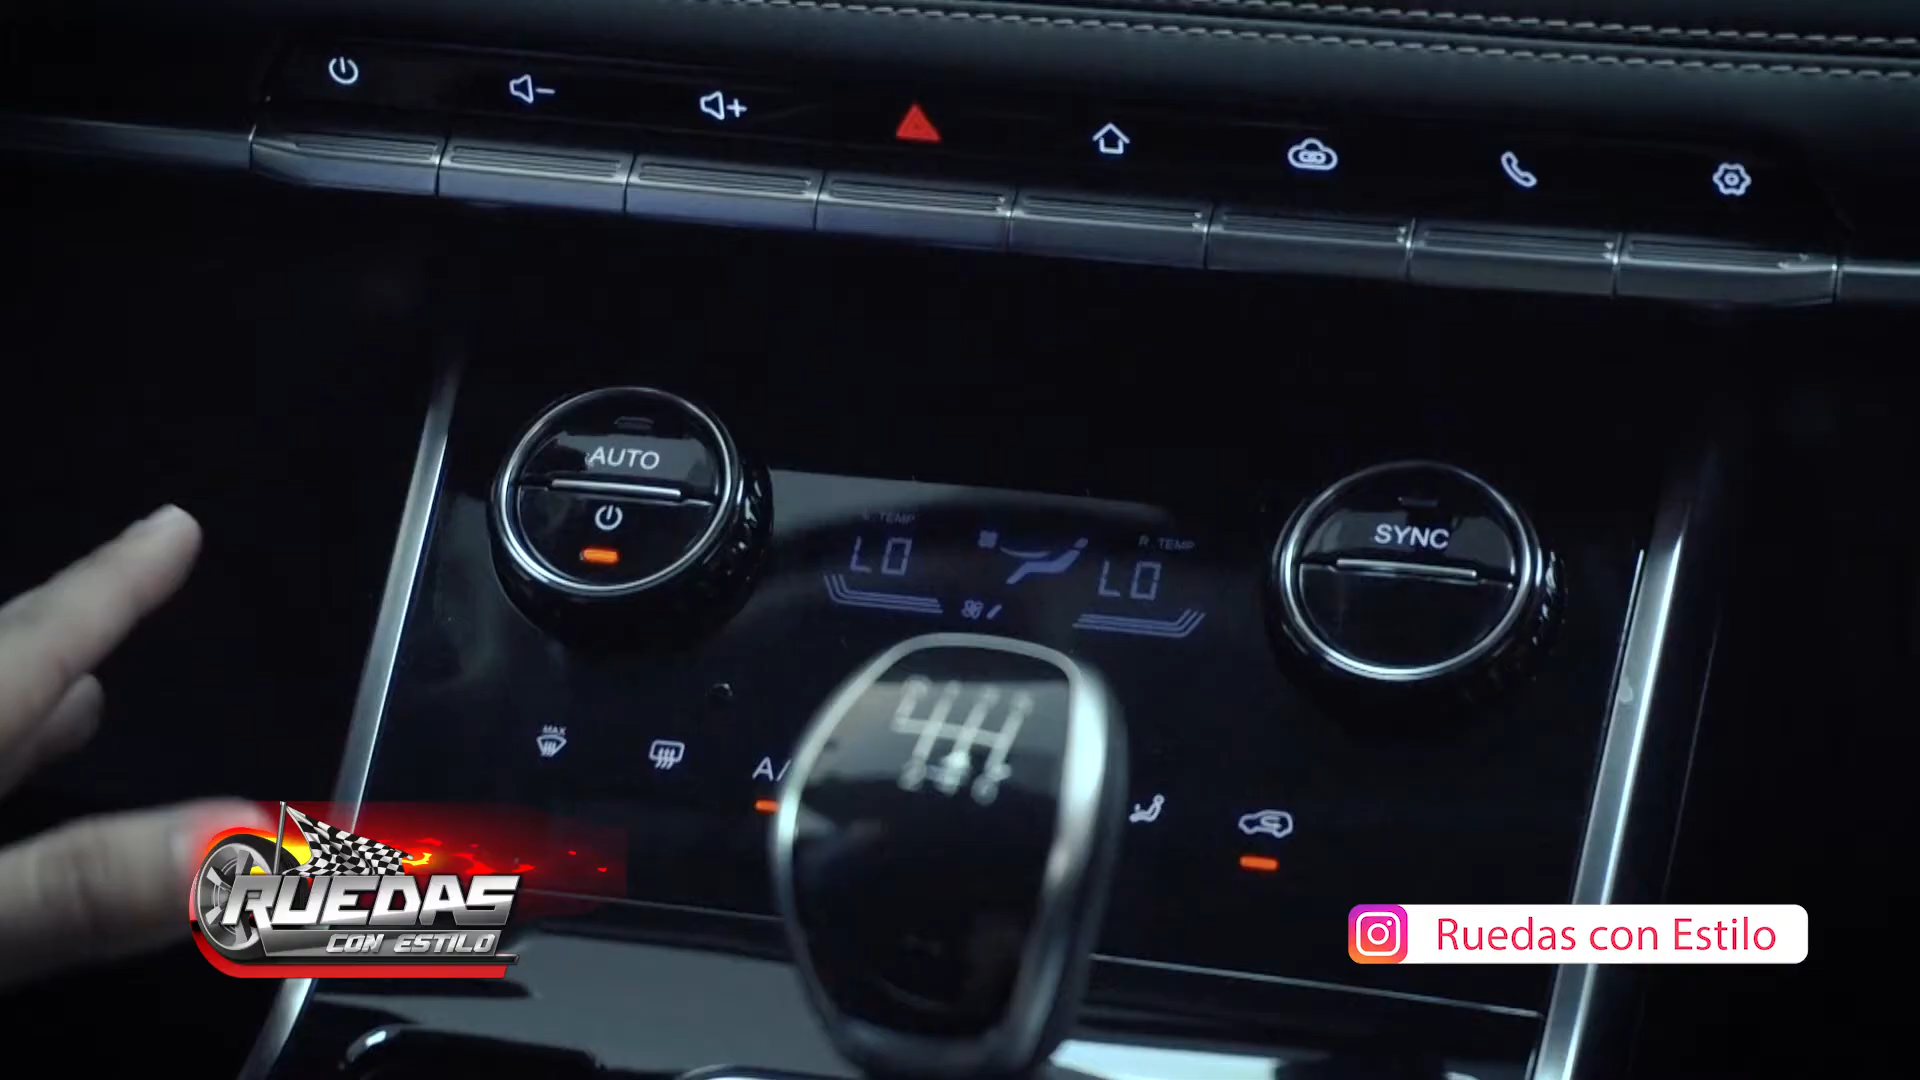 AUTO
SYNC
L. TEMP
R. TEMP
LO
LO
MAX
A/
RUEDAS
CON ESTILO
Ruedas con Estilo